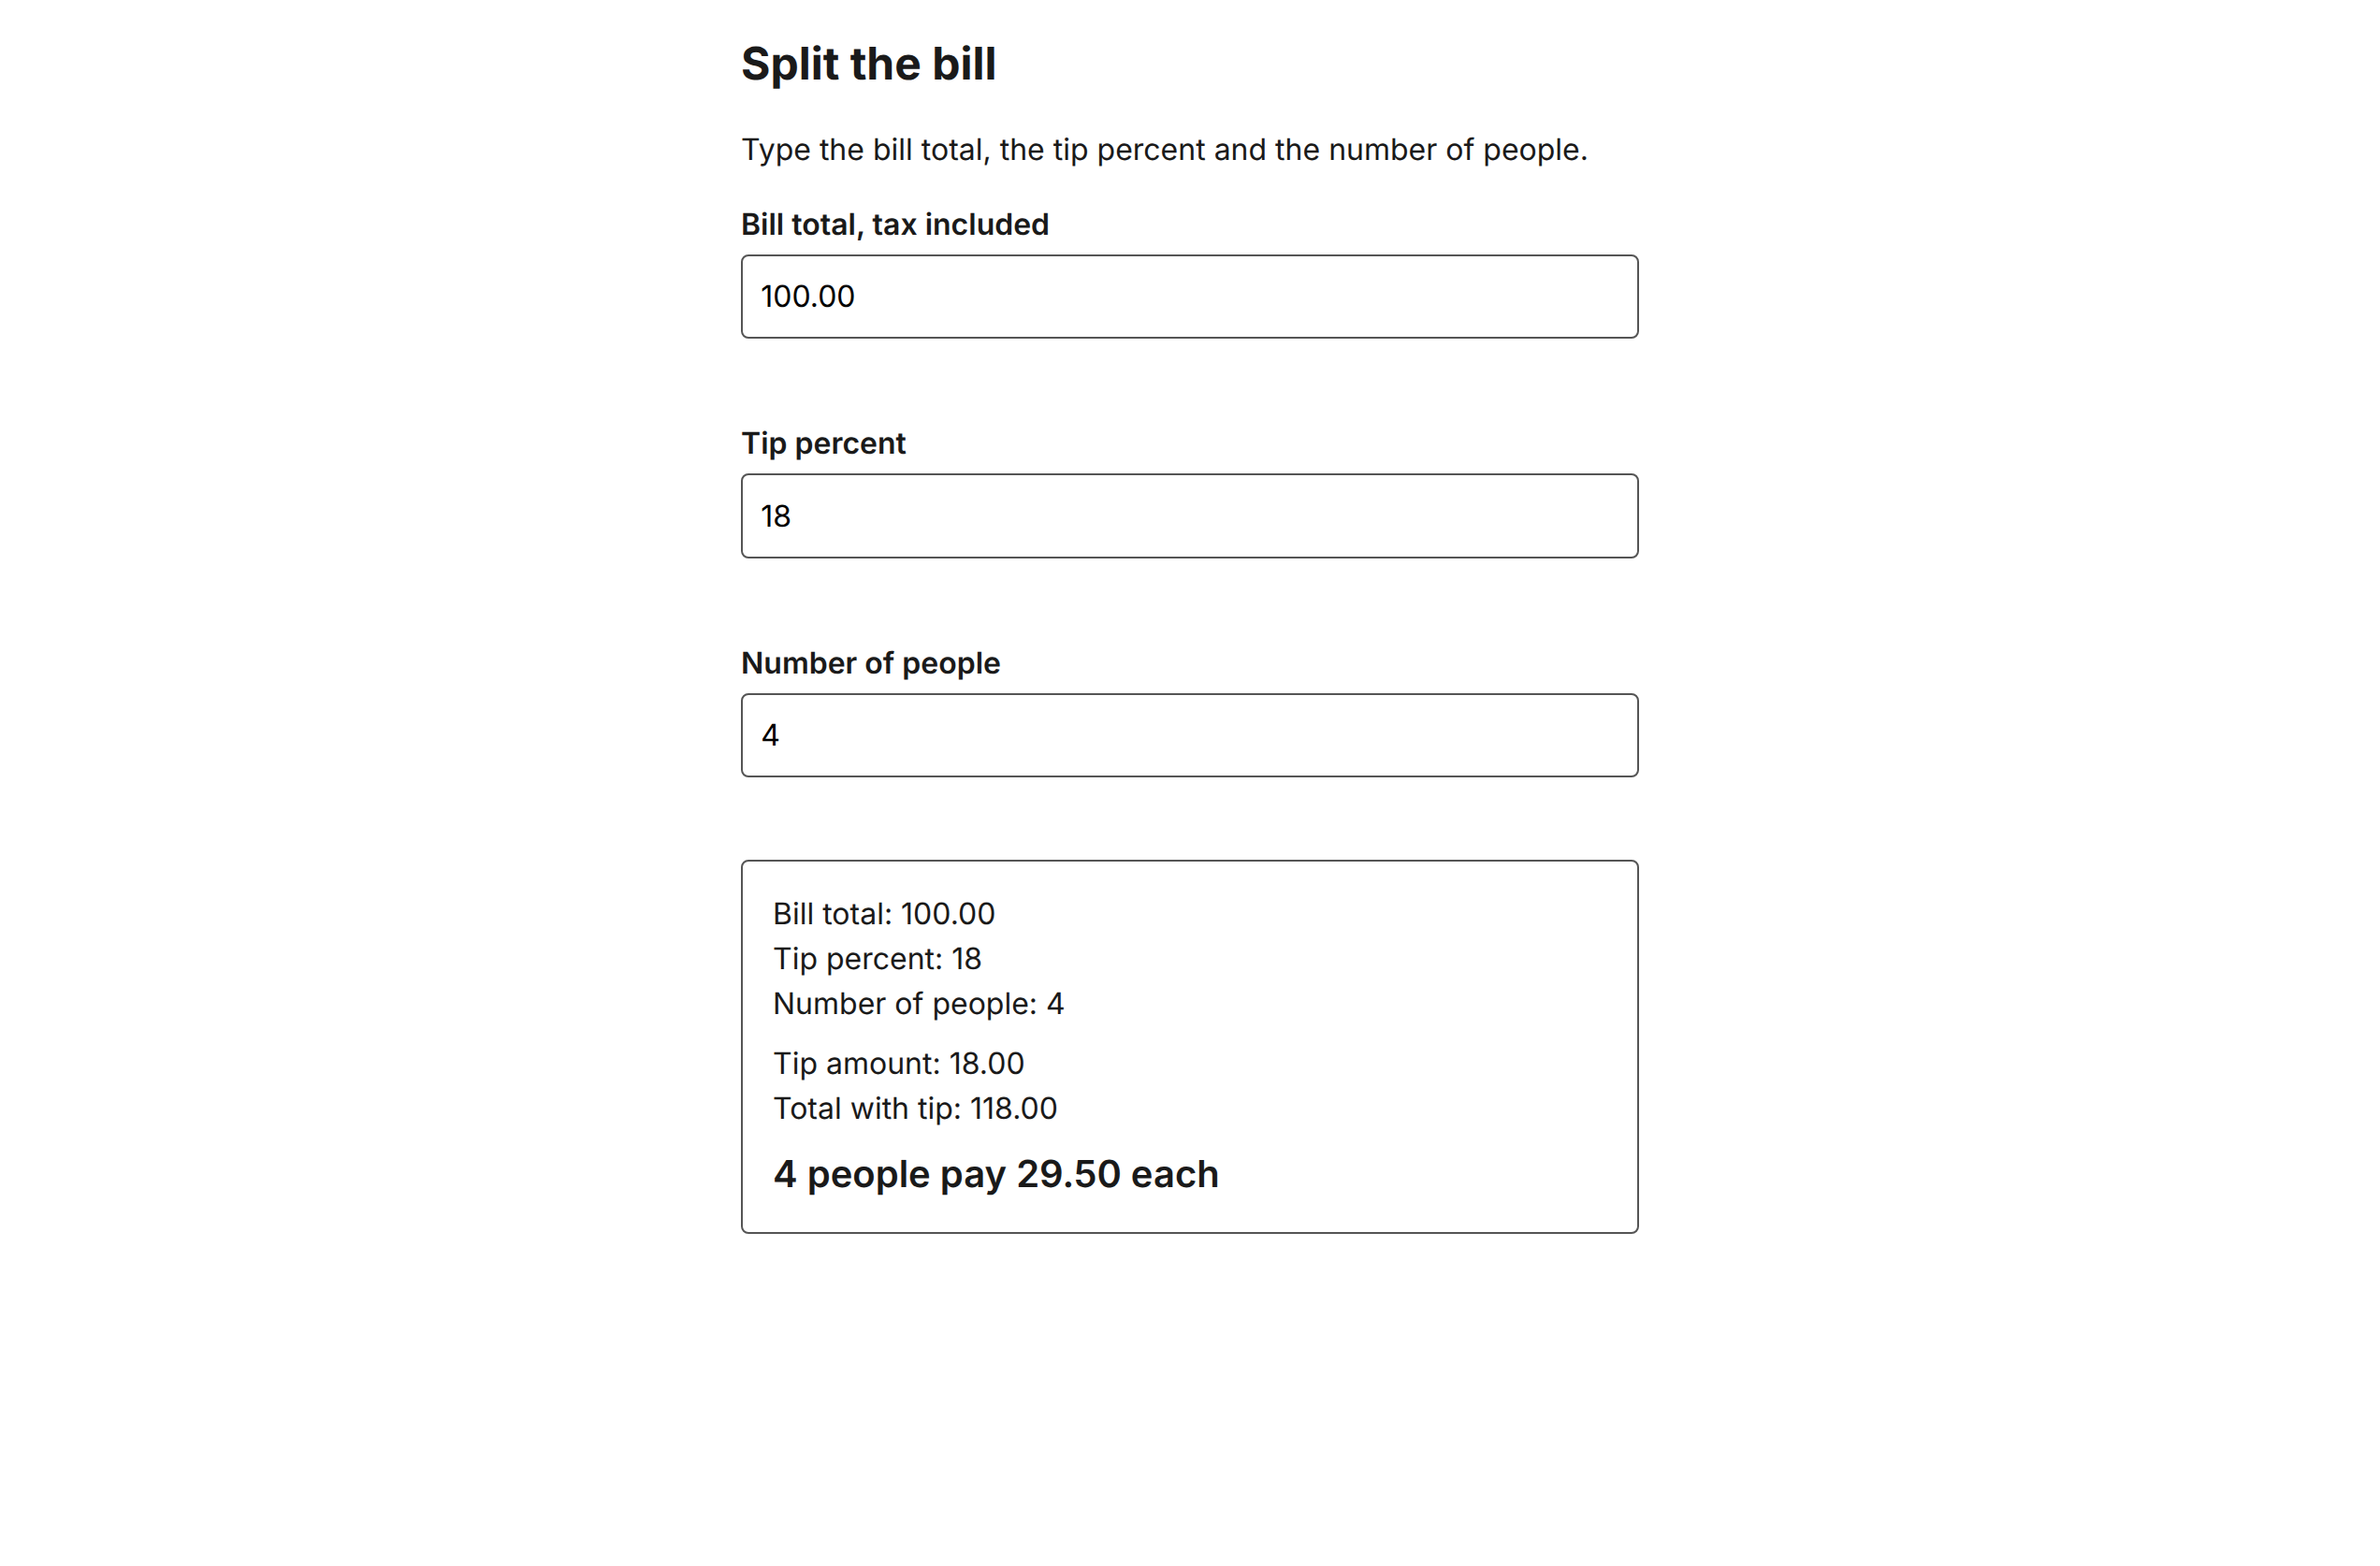 Split the bill
Type the bill total, the tip percent and the number of people.
Bill total, tax included
100.00
Tip percent
18
Number of people
4
Bill total: 100.00
Tip percent: 18
Number of people: 4
Tip amount: 18.00
Total with tip: 118.00
4 people pay 29.50 each